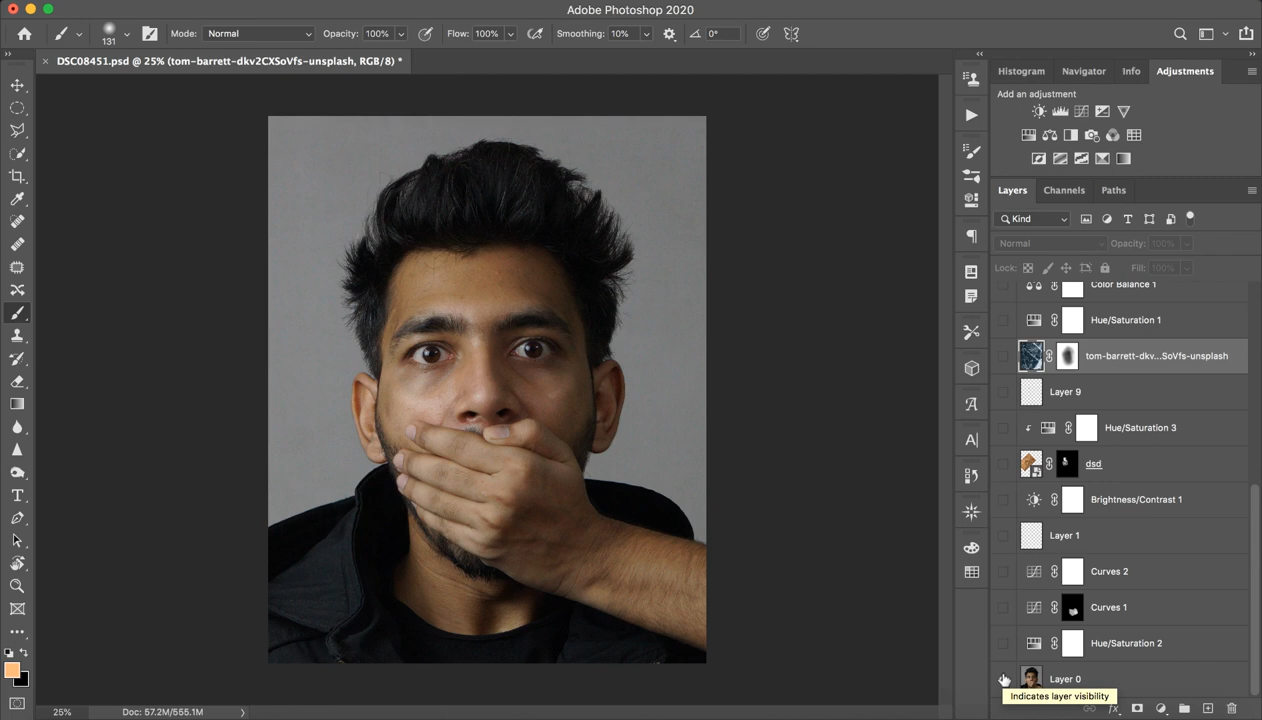 Adobe Photoshop 2020
131 Mode: Normal Opacity: 100% Flow: 100% Smoothing: 10% 0°
DSC08451.psd @ 25% (tom-barrett-dkv2CXSoVfs-unsplash, RGB/8) *
Histogram Navigator Info Adjustments
Add an adjustment
Layers Channels Paths
Kind
Normal Opacity: 100%
Lock: Fill: 100%
Color Balance 1
Hue/Saturation 1
tom-barrett-dkv...SoVfs-unsplash
Layer 9
Hue/Saturation 3
dsd
Brightness/Contrast 1
Layer 1
Curves 2
Curves 1
Hue/Saturation 2
Layer 0
Indicates layer visibility
25% Doc: 57.2M/555.1M